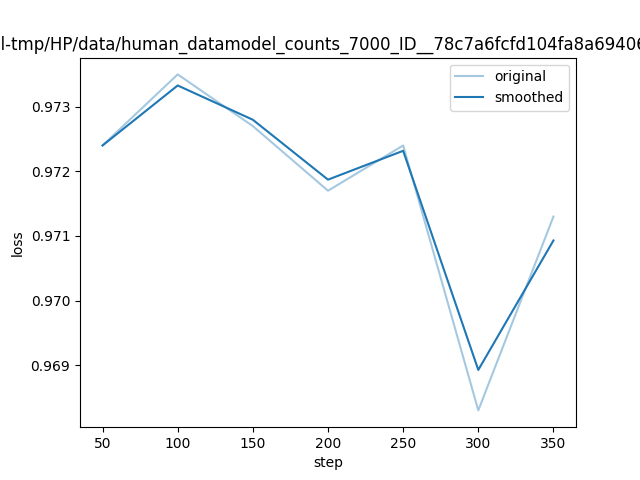 l-tmp/HP/data/human_datamodel_counts_7000_ID__78c7a6fcfd104fa8a69406
original
smoothed
0.973
0.972
0.971
0.970
0.969
loss
50 100 150 200 250 300 350
step